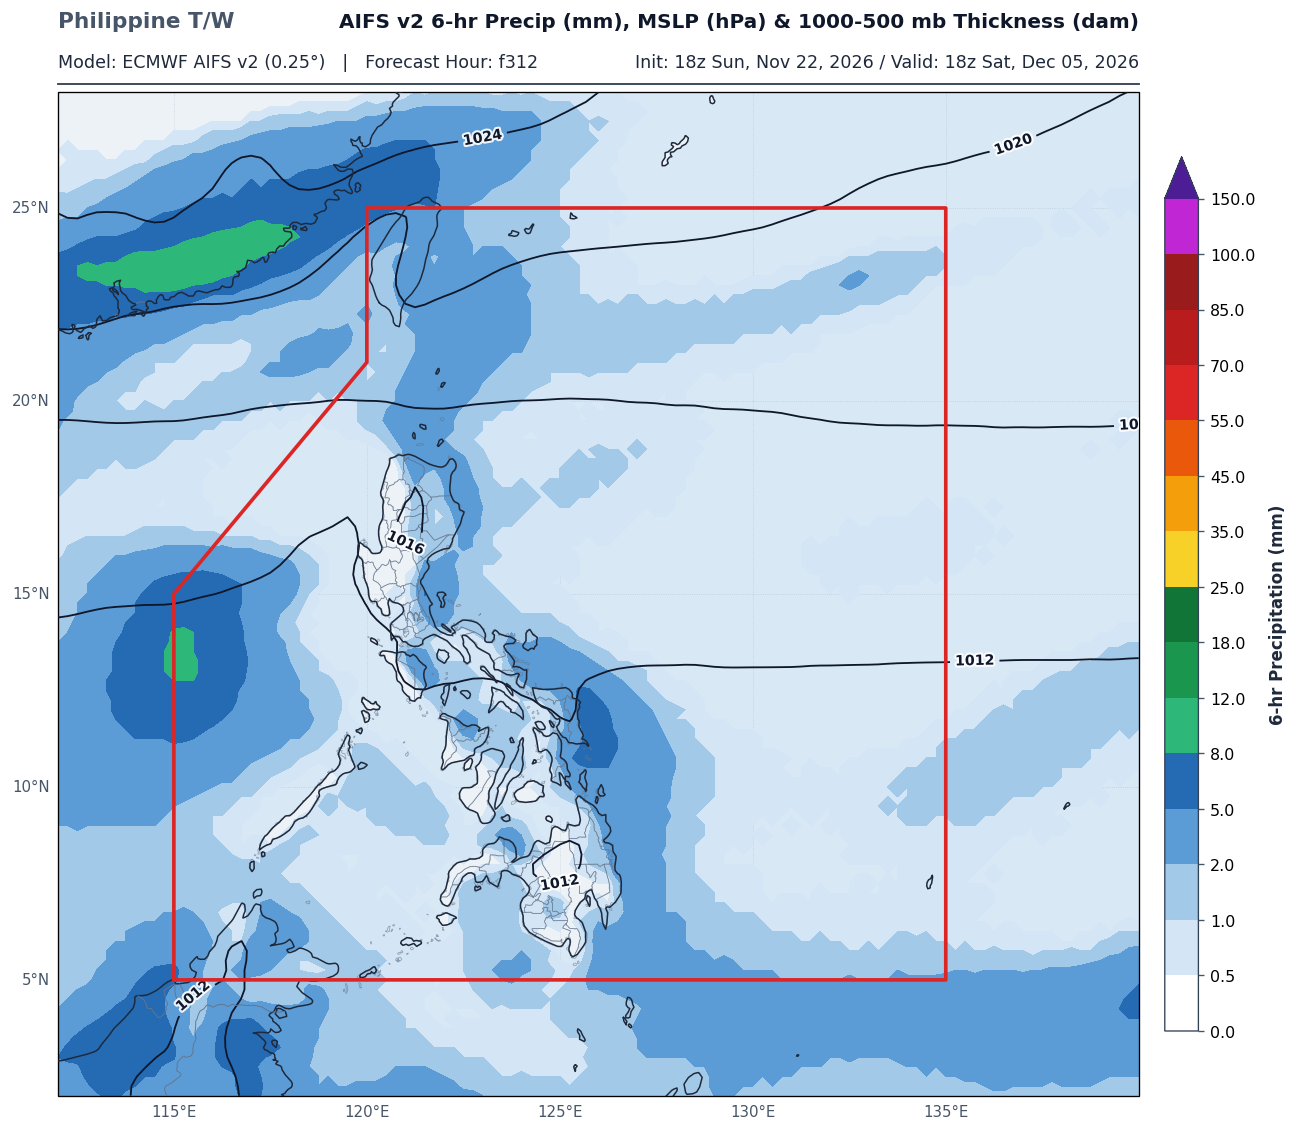 Philippine T/W
AIFS v2 6-hr Precip (mm), MSLP (hPa) & 1000-500 mb Thickness (dam)
Model: ECMWF AIFS v2 (0.25°) | Forecast Hour: f312
Init: 18z Sun, Nov 22, 2026 / Valid: 18z Sat, Dec 05, 2026
1024
1020
10
1016
1012
1012
1012
25°N
20°N
15°N
10°N
5°N
115°E
120°E
125°E
130°E
135°E
150.0
100.0
85.0
70.0
55.0
45.0
35.0
25.0
18.0
12.0
8.0
5.0
2.0
1.0
0.5
0.0
6-hr Precipitation (mm)